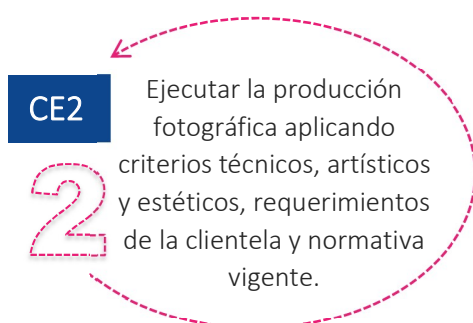 CE2
2
Ejecutar la producción
fotográfica aplicando
criterios técnicos, artísticos
y estéticos, requerimientos
de la clientela y normativa
vigente.